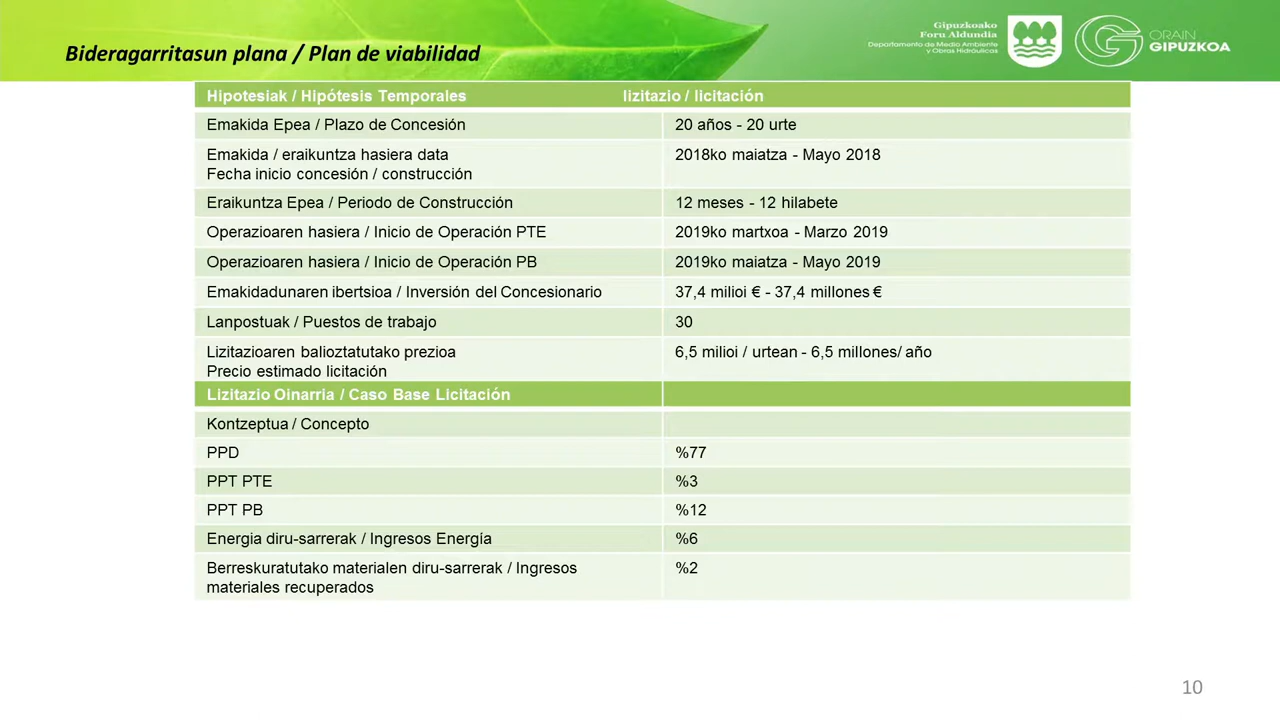 Bideragarritasun plana / Plan de viabilidad
Gipuzkoako
Foru Aldundia
Departamento de Medio Ambiente
y Obras Hidráulicas
ORAIN
GIPUZKOA
Hipotesiak / Hipótesis Temporales lizitazio / licitación
Emakida Epea / Plazo de Concesión 20 años - 20 urte
Emakida / eraikuntza hasiera data 2018ko maiatza - Mayo 2018
Fecha inicio concesión / construcción
Eraikuntza Epea / Periodo de Construcción 12 meses - 12 hilabete
Operazioaren hasiera / Inicio de Operación PTE 2019ko martxoa - Marzo 2019
Operazioaren hasiera / Inicio de Operación PB 2019ko maiatza - Mayo 2019
Emakidadunaren ibertsioa / Inversión del Concesionario 37,4 milioi € - 37,4 millones €
Lanpostuak / Puestos de trabajo 30
Lizitazioaren balioztatutako prezioa 6,5 milioi / urtean - 6,5 millones/ año
Precio estimado licitación
Lizitazio Oinarria / Caso Base Licitación
Kontzeptua / Concepto
PPD %77
PPT PTE %3
PPT PB %12
Energia diru-sarrerak / Ingresos Energía %6
Berreskuratutako materialen diru-sarrerak / Ingresos %2
materiales recuperados
10